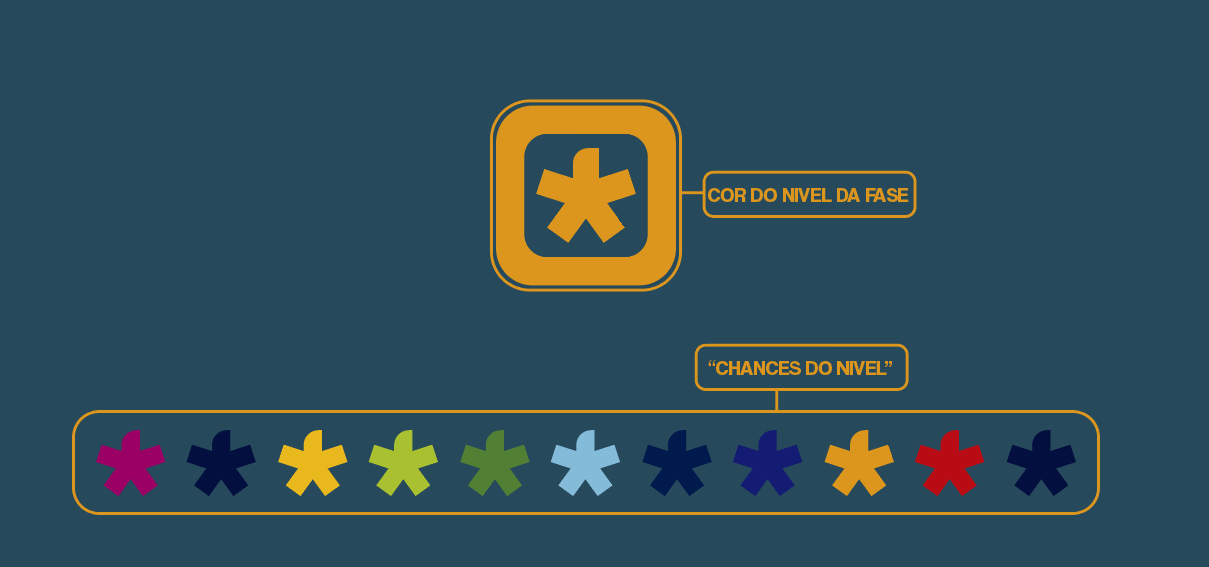 COR DO NIVEL DA FASE
“CHANCES DO NIVEL”